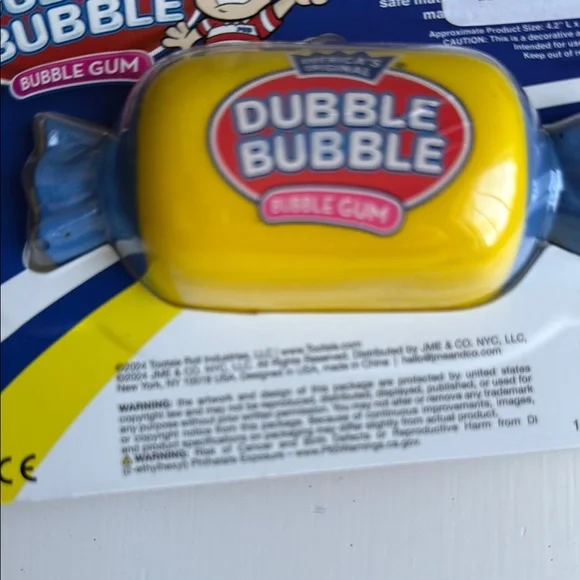 BUBBLE
BUBBLE GUM
safe
Approximate Product Size: 4.2" L x
CAUTION: This is a decorative
Intended for us
Keep out of r
ORIGINAL
DUBBLE
BUBBLE
BUBBLE GUM
©2024 Tootsie Roll Industries, LLC | www.Tootsie.com
©2024 JME & CO. NYC, LLC. All Rights Reserved. Distributed by JME & CO. NYC, LLC,
New York, NY 10019 USA. Designed in USA, made in China | hello@jmeandco.com
WARNING: the artwork and design of this package are protected by united states
copyright law and may not be reproduced, distributed, displayed, published, or used for
any purpose without prior written permission. You may not alter or remove any trademark
or copyright notice from this package. Because of continuous improvements, images,
and product specifications on packaging may differ slightly from actual product.
WARNING: Risk of Cancer and Birth Defects or Reproductive Harm from DI
(2-ethylhexyl) Phthalate Exposure - www.P65Warnings.ca.gov.
CE